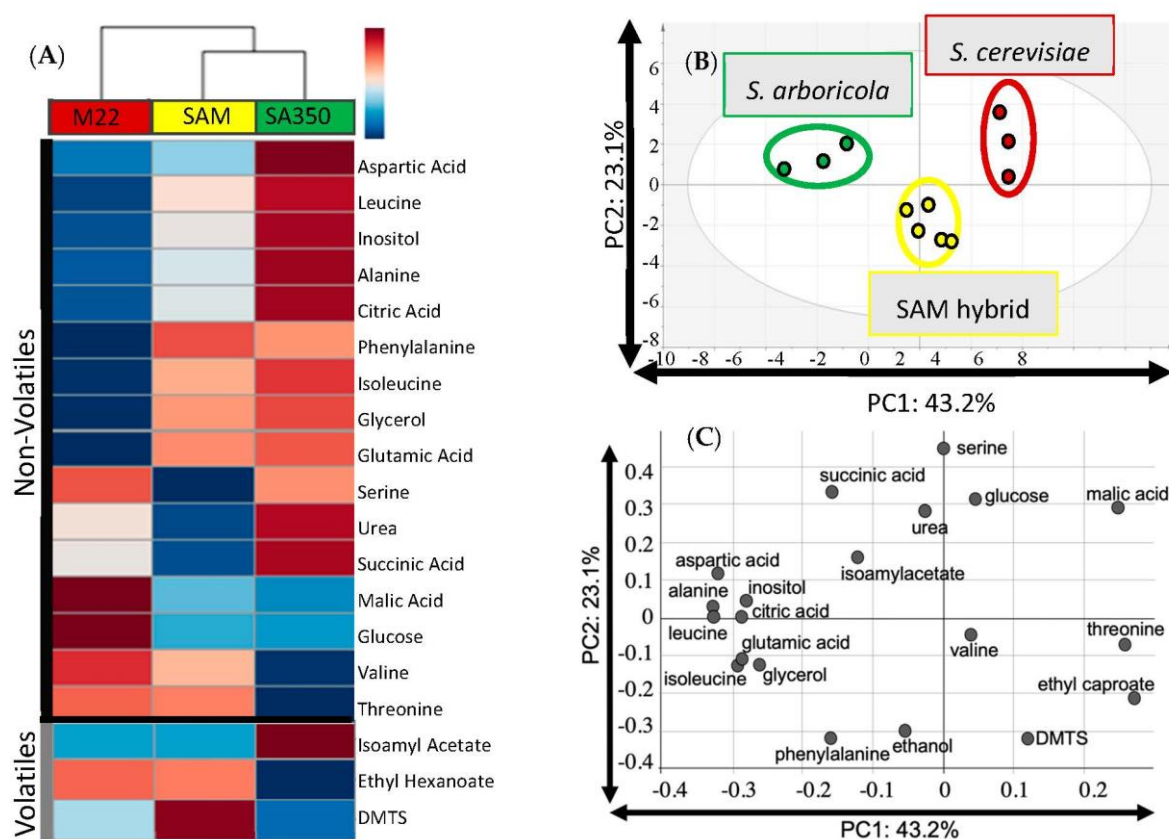 (A)
M22 SAM SA350
Non-Volatiles
Aspartic Acid
Leucine
Inositol
Alanine
Citric Acid
Phenylalanine
Isoleucine
Glycerol
Glutamic Acid
Serine
Urea
Succinic Acid
Malic Acid
Glucose
Valine
Threonine
Volatiles
Isoamyl Acetate
Ethyl Hexanoate
DMTS
(B)
S. cerevisiae
S. arboricola
SAM hybrid
PC2: 23.1%
6
4
2
0
-2
-4
-6
-8
-10 -8 -6 -4 -2 0 2 4 6 8
PC1: 43.2%
(C)
serine
succinic acid
glucose
malic acid
urea
isoamylacetate
aspartic acid
alanine
inositol
citric acid
leucine
glutamic acid
isoleucine
glycerol
valine
threonine
ethyl caproate
phenylalanine
ethanol
DMTS
PC2: 23.1%
0.4
0.3
0.2
0.1
0
-0.1
-0.2
-0.3
0.4
-0.4 -0.3 -0.2 -0.1 0 0.1 0.2
PC1: 43.2%